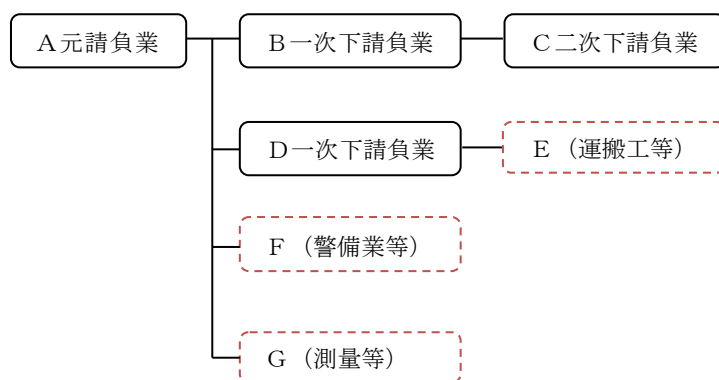 A元請負業
B一次下請負業
C二次下請負業
D一次下請負業
E（運搬工等）
F（警備業等）
G（測量等）